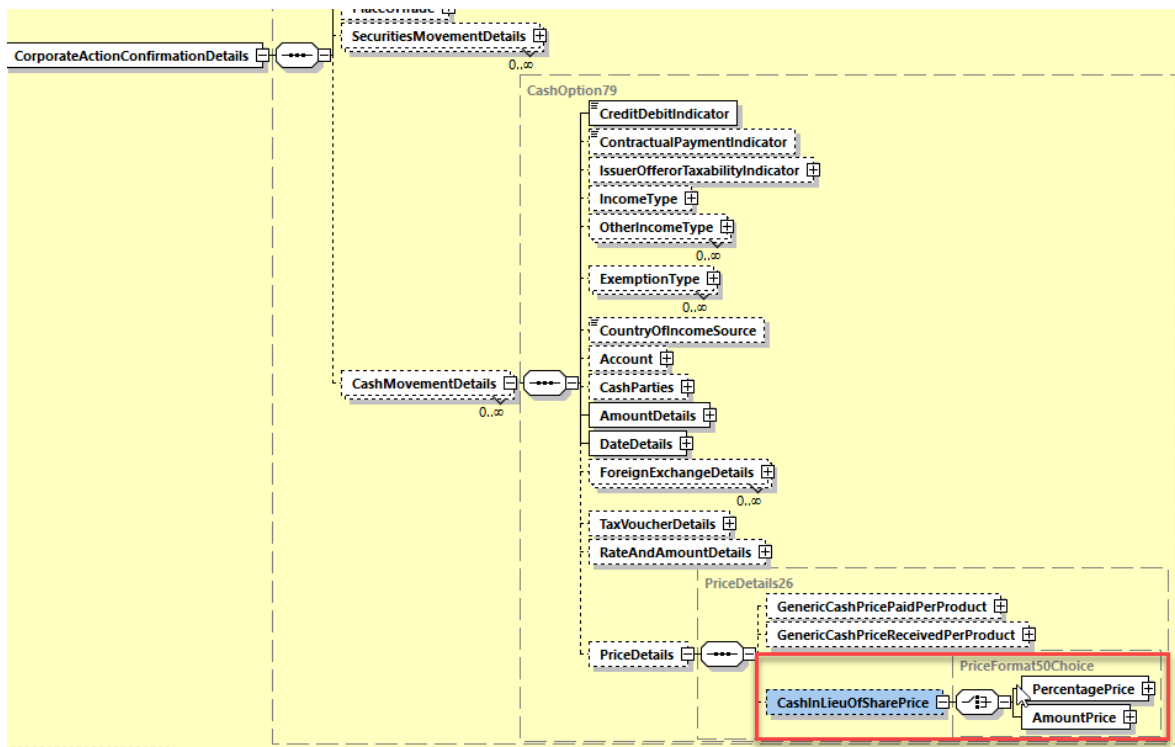 PlaceOfTrade
SecuritiesMovementDetails
0..∞
CorporateActionConfirmationDetails
CashOption79
CreditDebitIndicator
ContractualPaymentIndicator
IssuerOfferorTaxabilityIndicator
IncomeType
OtherIncomeType
0..∞
ExemptionType
0..∞
CountryOfIncomeSource
Account
CashMovementDetails
0..∞
CashParties
AmountDetails
DateDetails
ForeignExchangeDetails
0..∞
TaxVoucherDetails
RateAndAmountDetails
PriceDetails26
GenericCashPricePaidPerProduct
GenericCashPriceReceivedPerProduct
PriceDetails
PriceFormat50Choice
PercentagePrice
CashInLieuOfSharePrice
AmountPrice